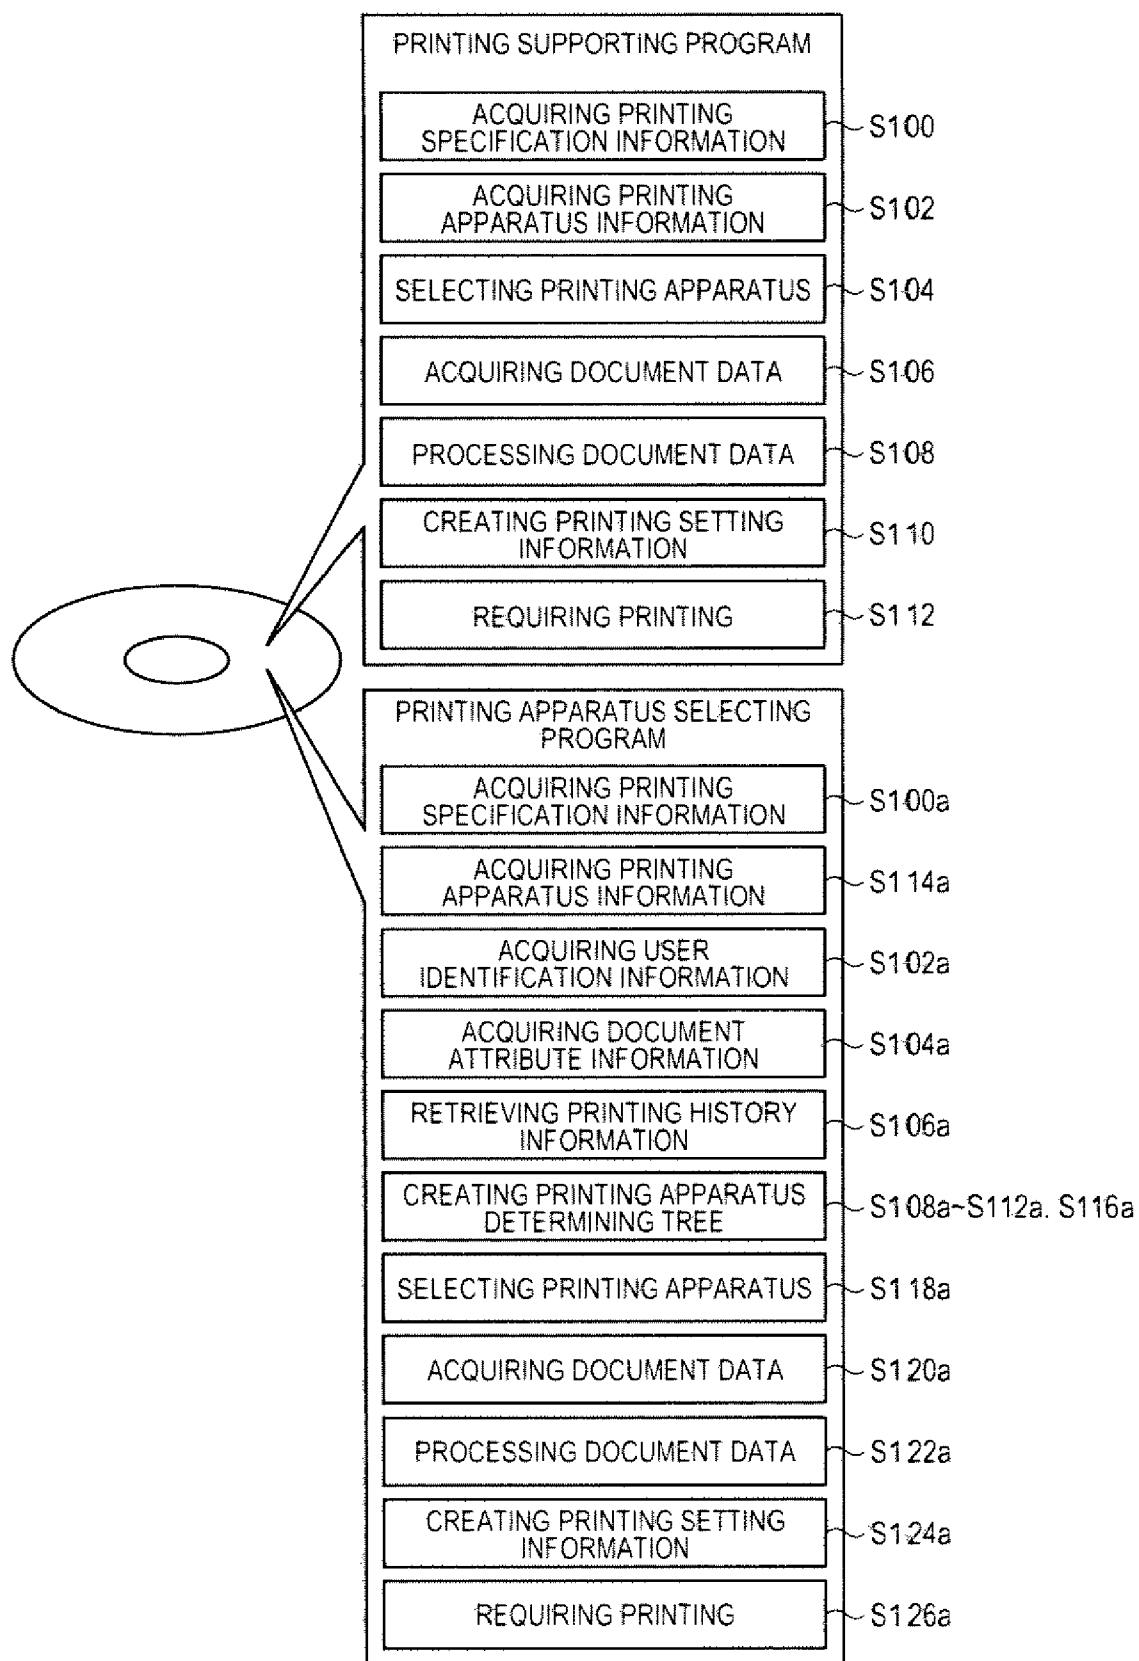 PRINTING SUPPORTING PROGRAM
ACQUIRING PRINTING
SPECIFICATION INFORMATION
S100
ACQUIRING PRINTING
APPARATUS INFORMATION
S102
SELECTING PRINTING APPARATUS
S104
ACQUIRING DOCUMENT DATA
S106
PROCESSING DOCUMENT DATA
S108
CREATING PRINTING SETTING
INFORMATION
S110
REQUIRING PRINTING
S112
PRINTING APPARATUS SELECTING
PROGRAM
ACQUIRING PRINTING
SPECIFICATION INFORMATION
S100a
ACQUIRING PRINTING
APPARATUS INFORMATION
S114a
ACQUIRING USER
IDENTIFICATION INFORMATION
S102a
ACQUIRING DOCUMENT
ATTRIBUTE INFORMATION
S104a
RETRIEVING PRINTING HISTORY
INFORMATION
S106a
CREATING PRINTING APPARATUS
DETERMINING TREE
S108a~S112a. S116a
SELECTING PRINTING APPARATUS
S118a
ACQUIRING DOCUMENT DATA
S120a
PROCESSING DOCUMENT DATA
S122a
CREATING PRINTING SETTING
INFORMATION
S124a
REQUIRING PRINTING
S126a